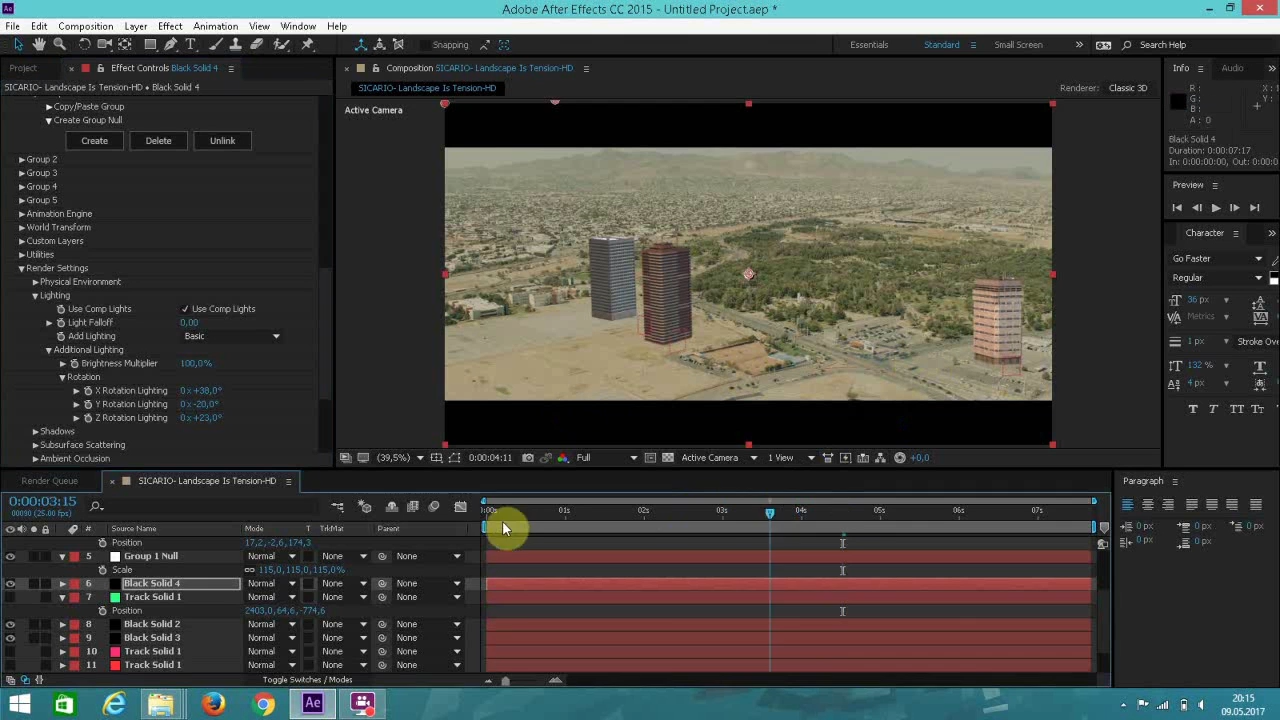 Adobe After Effects CC 2015 - Untitled Project.aep *
File Edit Composition Layer Effect Animation View Window Help
Snapping Essentials Standard Small Screen Search Help
Project Effect Controls Black Solid 4 Composition SICARIO- Landscape Is Tension-HD Info Audio
SICARIO- Landscape Is Tension-HD • Black Solid 4 SICARIO- Landscape Is Tension-HD Renderer: Classic 3D
Copy/Paste Group
Create Group Null
Create Delete Unlink
Group 2
Group 3
Group 4
Group 5
Animation Engine
World Transform
Custom Layers
Utilities
Render Settings
Physical Environment
Lighting
Use Comp Lights Use Comp Lights
Light Falloff 0,00
Add Lighting Basic
Additional Lighting
Brightness Multiplier 100,0%
Rotation
X Rotation Lighting 0x+38,0°
Y Rotation Lighting 0x-20,0°
Z Rotation Lighting 0x+23,0°
Shadows
Subsurface Scattering
Ambient Occlusion
Active Camera
(39,5%) 0:00:04:11 Full Active Camera 1 View +0,0
R :
G :
B :
A : 0
X :
Y :
Black Solid 4
Duration: 0:00:07:17
In: 0:00:00:00, Out: 0:00:
Preview
Character
Go Faster
Regular
36 px
Metrics
1 px Stroke Over
132 %
4 px
T T TT Tt
Render Queue SICARIO- Landscape Is Tension-HD Paragraph
0:00:03:15
00090 (25.00 fps)
:00s 01s 02s 03s 04s 05s 06s 07s
# Source Name Mode T TrkMat Parent
0 px 0 px 0 px
0 px 0 px
Position 17,2,-2,6,174,3
5 Group 1 Null Normal None None
Scale 115,0,115,0,115,0%
6 Black Solid 4 Normal None None
7 Track Solid 1 Normal None None
Position 2403,0,64,6,-774,6
8 Black Solid 2 Normal None None
9 Black Solid 3 Normal None None
10 Track Solid 1 Normal None None
11 Track Solid 1 Normal None None
Toggle Switches / Modes
20:15
09.05.2017